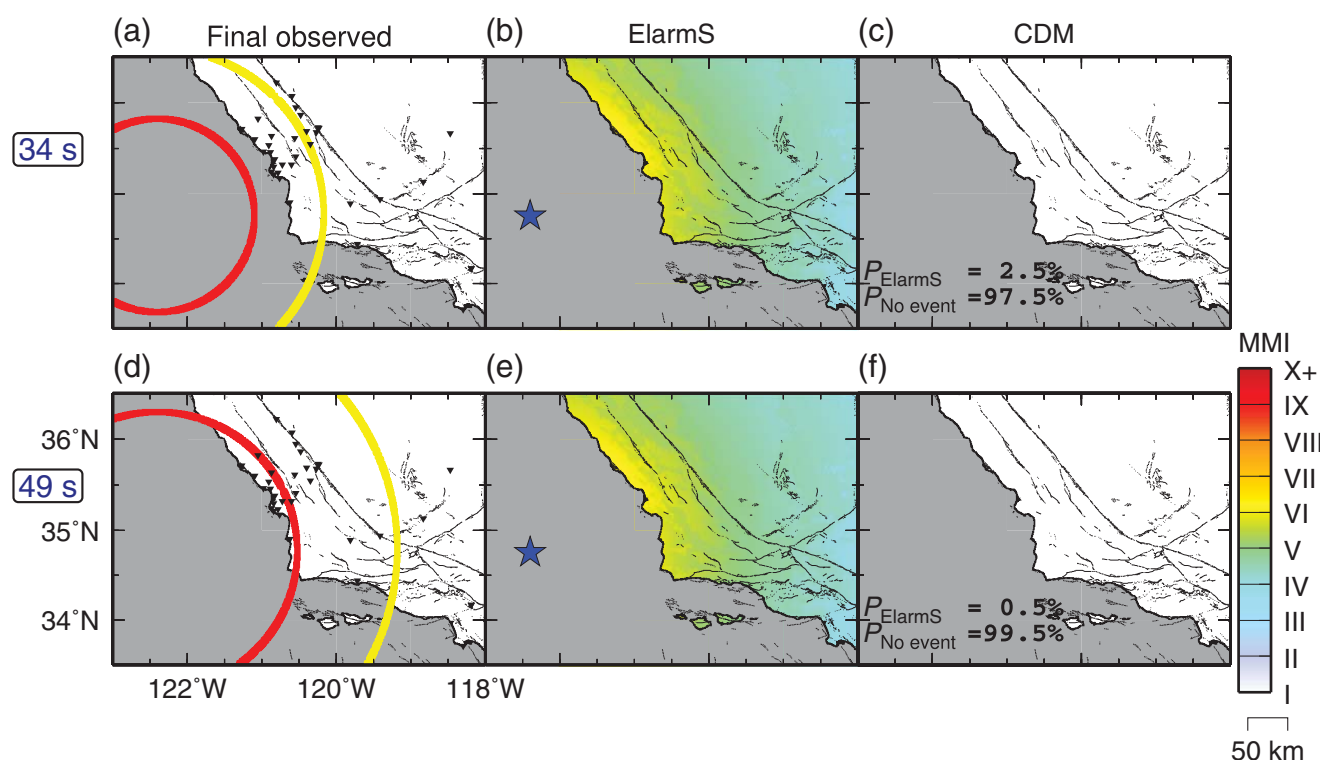 (a) Final observed (b) ElarmS (c) CDM
34 s
P ElarmS = 2.5%
P No event =97.5%
(d) (e) (f)
MMI
X+
IX
VIII
VII
VI
V
IV
III
II
I
36°N
49 s
35°N
34°N
P ElarmS = 0.5%
P No event =99.5%
122°W 120°W 118°W
50 km